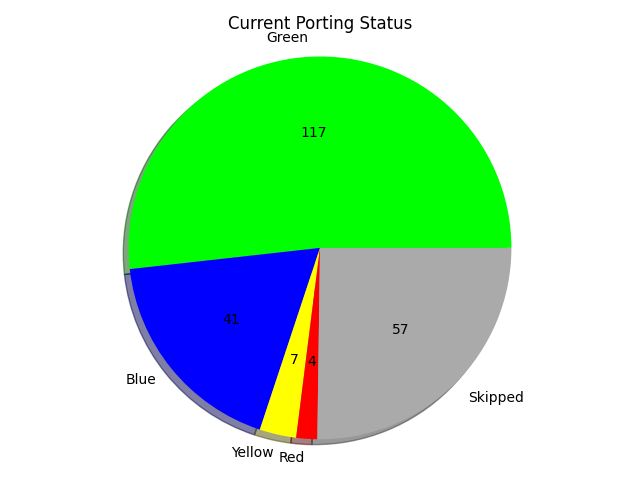 Current Porting Status
Green
117
41
7
4
57
Blue
Skipped
Yellow
Red